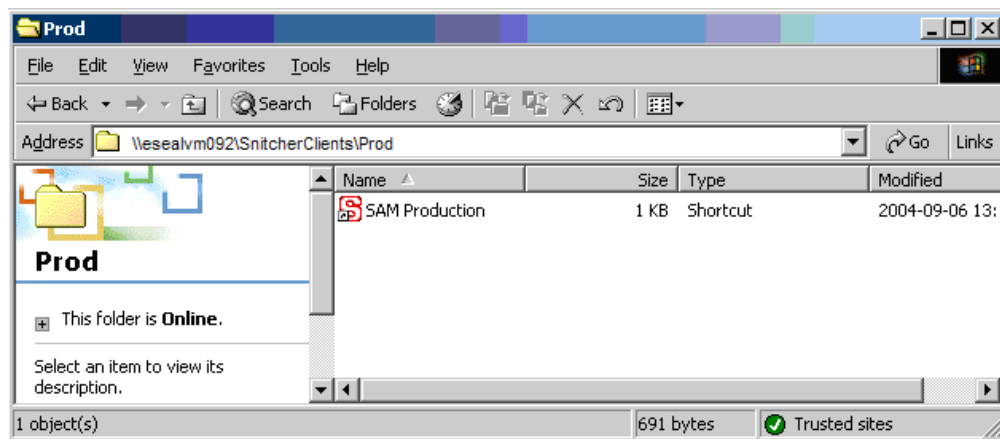 Prod
File Edit View Favorites Tools Help
Back Search Folders
Address \\esealvm092\SnitcherClients\Prod Go Links
Name Size Type Modified
SAM Production 1 KB Shortcut 2004-09-06 13:
Prod
This folder is Online.
Select an item to view its
description.
1 object(s) 691 bytes Trusted sites